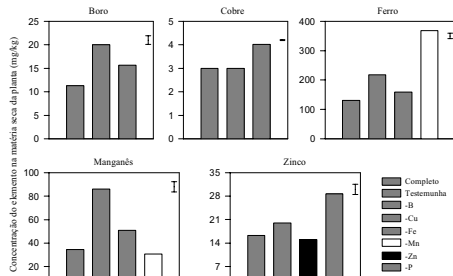 Boro
Cobre
Ferro
25
20
15
10
5
0
5
4
3
2
1
0
400
300
200
100
0
Concentração do elemento na matéria seca da planta (mg/kg)
Manganês
Zinco
100
80
60
40
20
35
28
21
14
7
Completo
Testemunha
-B
-Cu
-Fe
-Mn
-Zn
-P